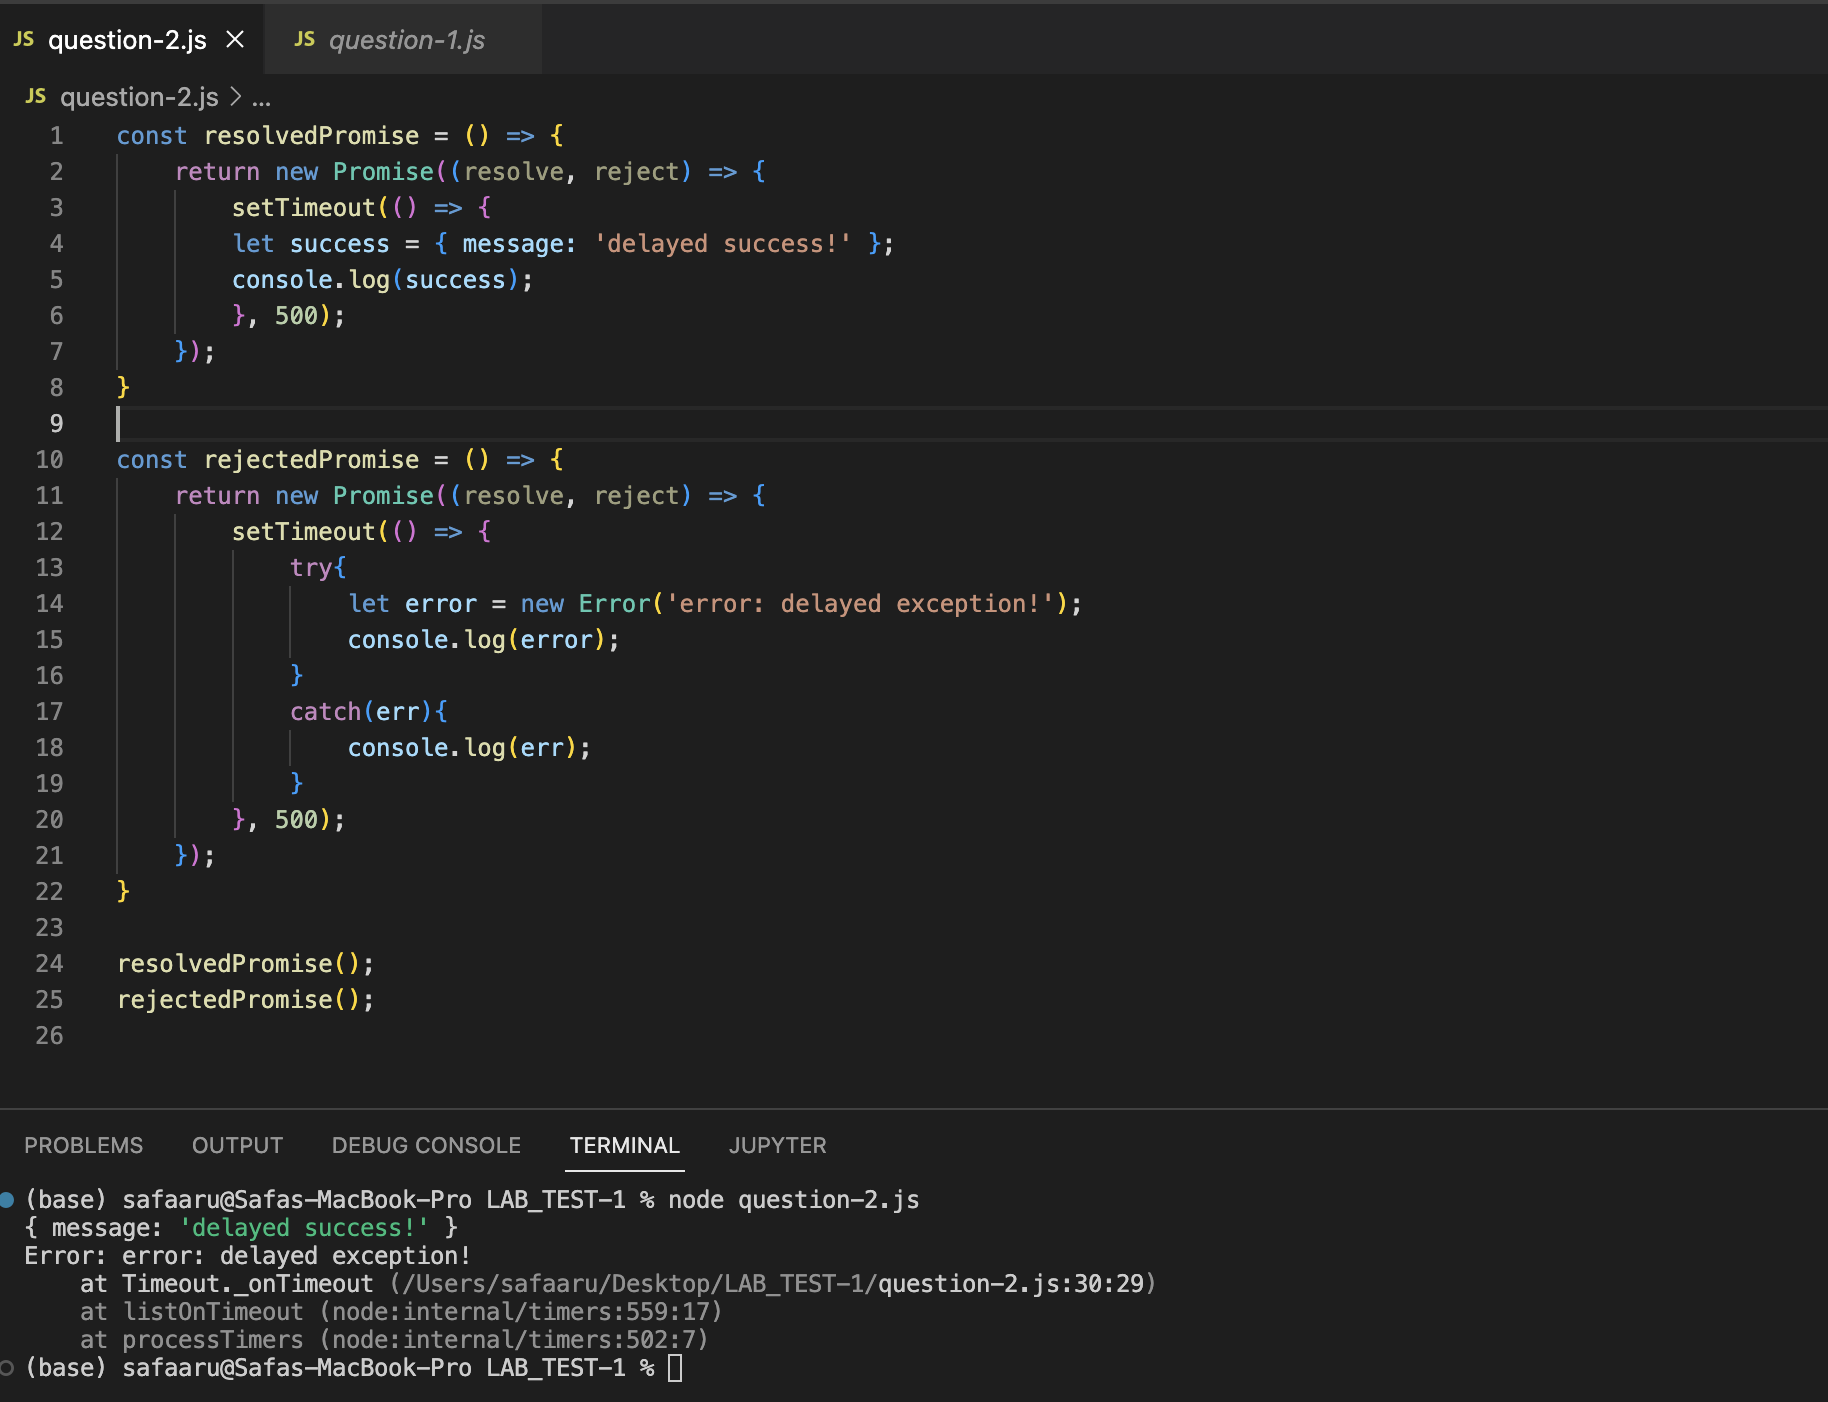 JS question-2.js × JS question-1.js
JS question-2.js > ...
1 const resolvedPromise = () => {
2     return new Promise((resolve, reject) => {
3         setTimeout(() => {
4         let success = { message: 'delayed success!' };
5         console.log(success);
6         }, 500);
7     });
8 }
9
10 const rejectedPromise = () => {
11     return new Promise((resolve, reject) => {
12         setTimeout(() => {
13             try{
14                 let error = new Error('error: delayed exception!');
15                 console.log(error);
16             }
17             catch(err){
18                 console.log(err);
19             }
20         }, 500);
21     });
22 }
23
24 resolvedPromise();
25 rejectedPromise();
26
PROBLEMS OUTPUT DEBUG CONSOLE TERMINAL JUPYTER
(base) safaaru@Safas-MacBook-Pro LAB_TEST-1 % node question-2.js
{ message: 'delayed success!' }
Error: error: delayed exception!
    at Timeout._onTimeout (/Users/safaaru/Desktop/LAB_TEST-1/question-2.js:30:29)
    at listOnTimeout (node:internal/timers:559:17)
    at processTimers (node:internal/timers:502:7)
(base) safaaru@Safas-MacBook-Pro LAB_TEST-1 %